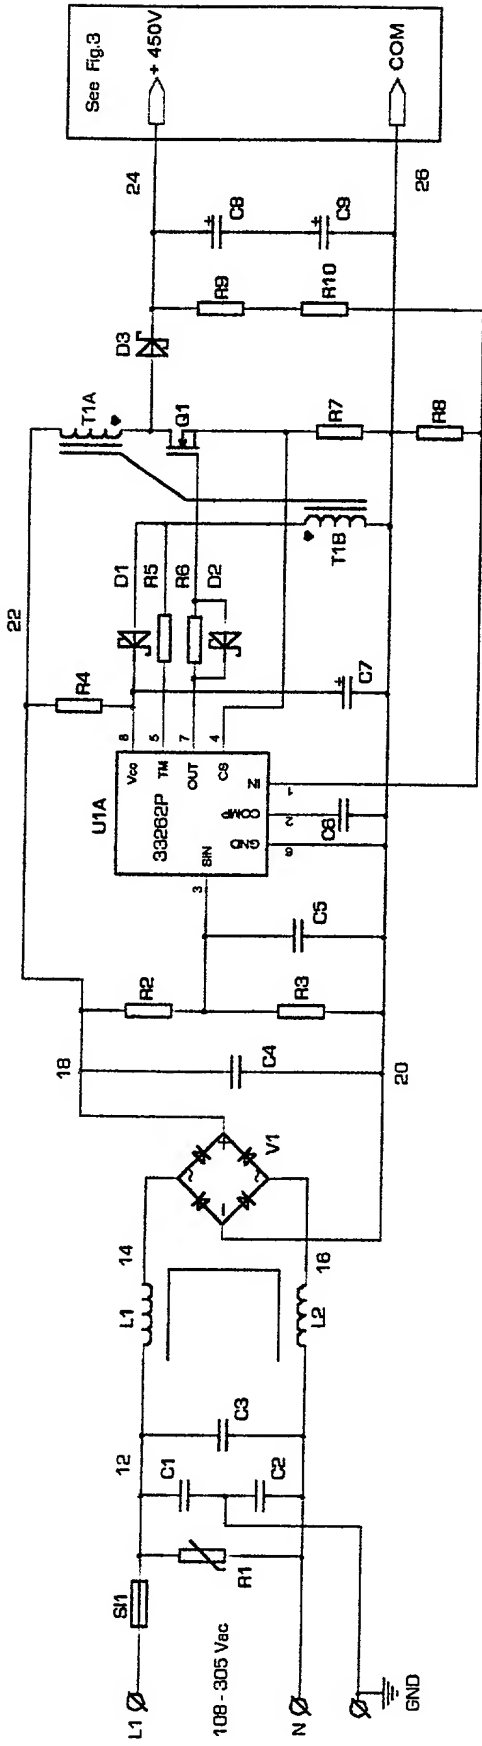 L1
SI1
12
C1
C3
L1
14
18
22
R1
C2
108 - 305 Vac
N
GND
L2
16
V1
C4
20
R2
R3
C5
3
SIN
U1A
33262P
Vcc
TM
OUT
CS
GND
COMP
IN
8
5
7
4
6
2
1
C6
C7
R4
D1
R5
R6
D2
T1A
T1B
Q1
D3
R7
R8
R9
R10
C8
C9
24
26
See Fig.3
+ 450V
COM